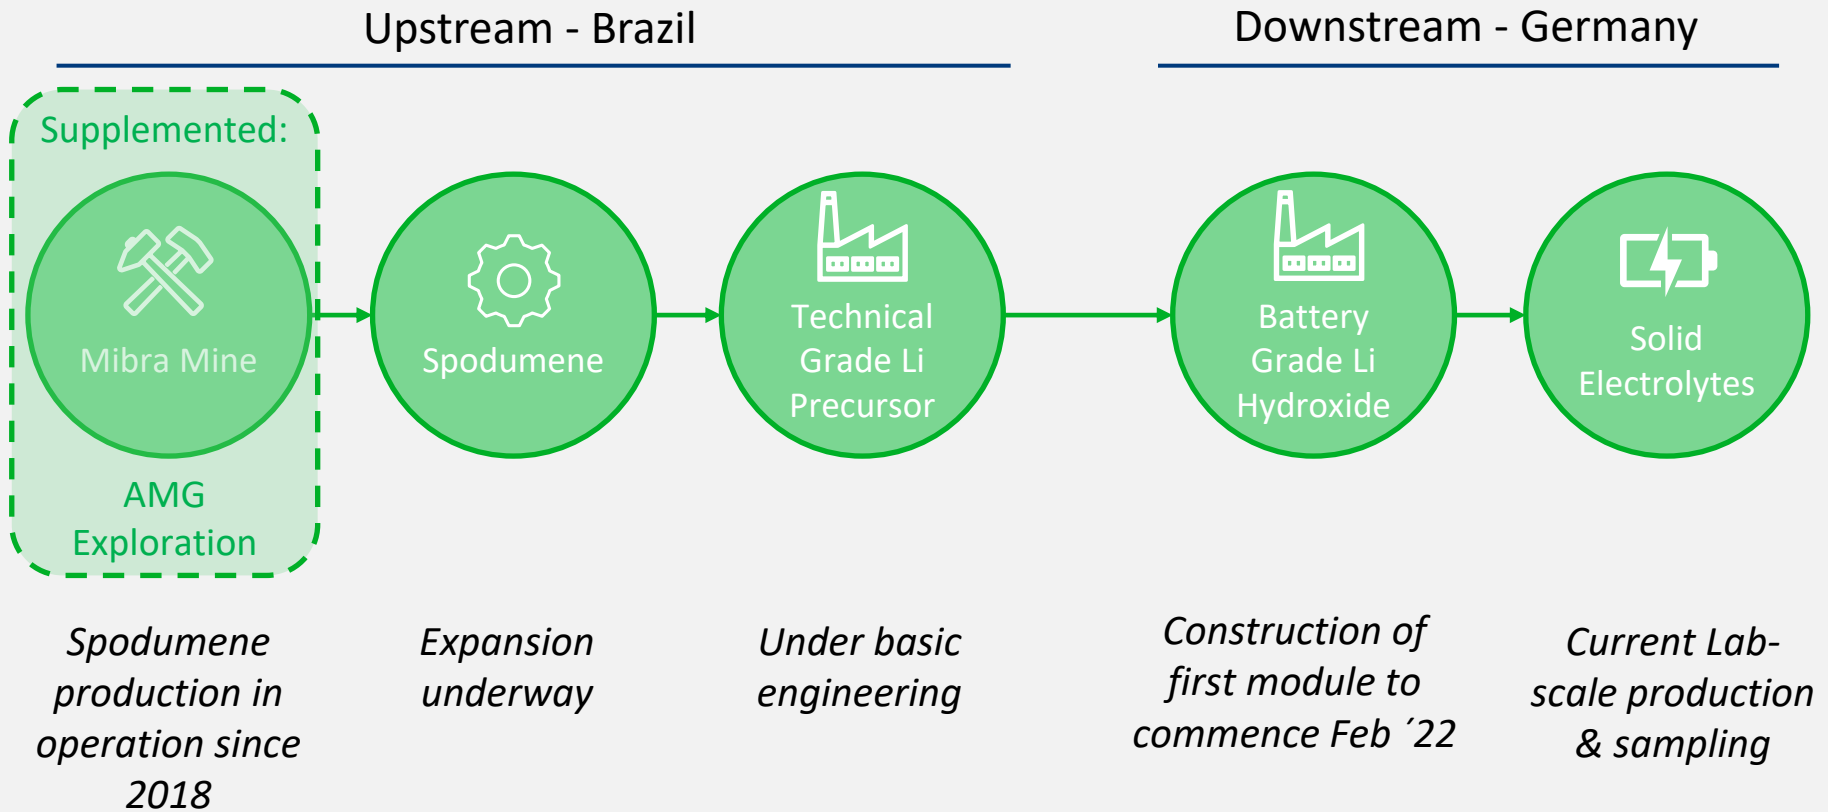 Upstream - Brazil
Downstream - Germany
Supplemented:
Mibra Mine
AMG
Exploration
Spodumene
Technical
Grade Li
Precursor
Battery
Grade Li
Hydroxide
Solid
Electrolytes
Spodumene
production in
operation since
2018
Expansion
underway
Under basic
engineering
Construction of
first module to
commence Feb ´22
Current Lab-
scale production
& sampling